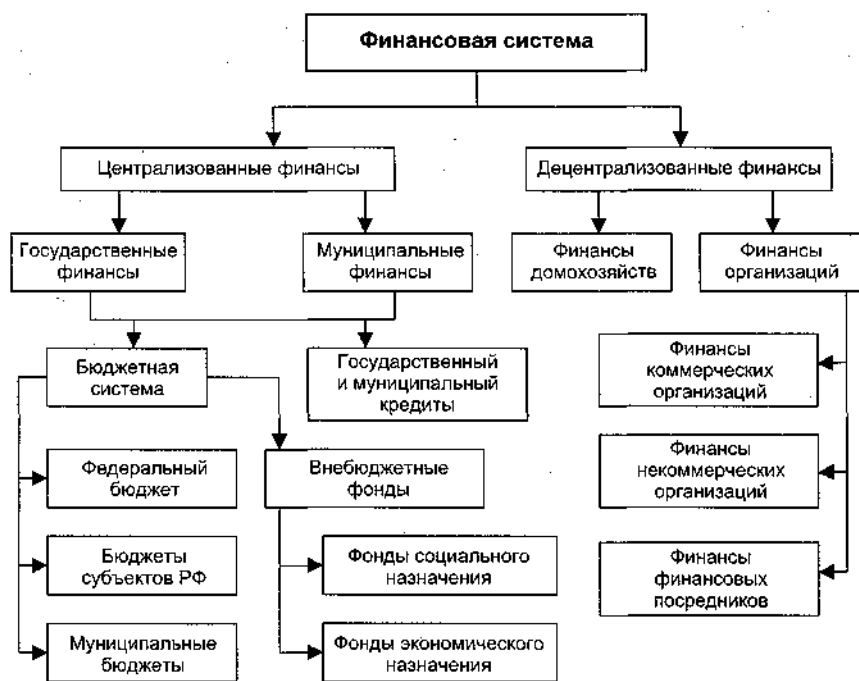 Финансовая система
Централизованные финансы
Децентрализованные финансы
Государственные
финансы
Муниципальные
финансы
Финансы
домохозяйств
Финансы
организаций
Бюджетная
система
Государственный
и муниципальный
кредиты
Финансы
коммерческих
организаций
Федеральный
бюджет
Внебюджетные
фонды
Финансы
некоммерческих
организаций
Бюджеты
субъектов РФ
Фонды социального
назначения
Финансы
финансовых
посредников
Муниципальные
бюджеты
Фонды экономического
назначения